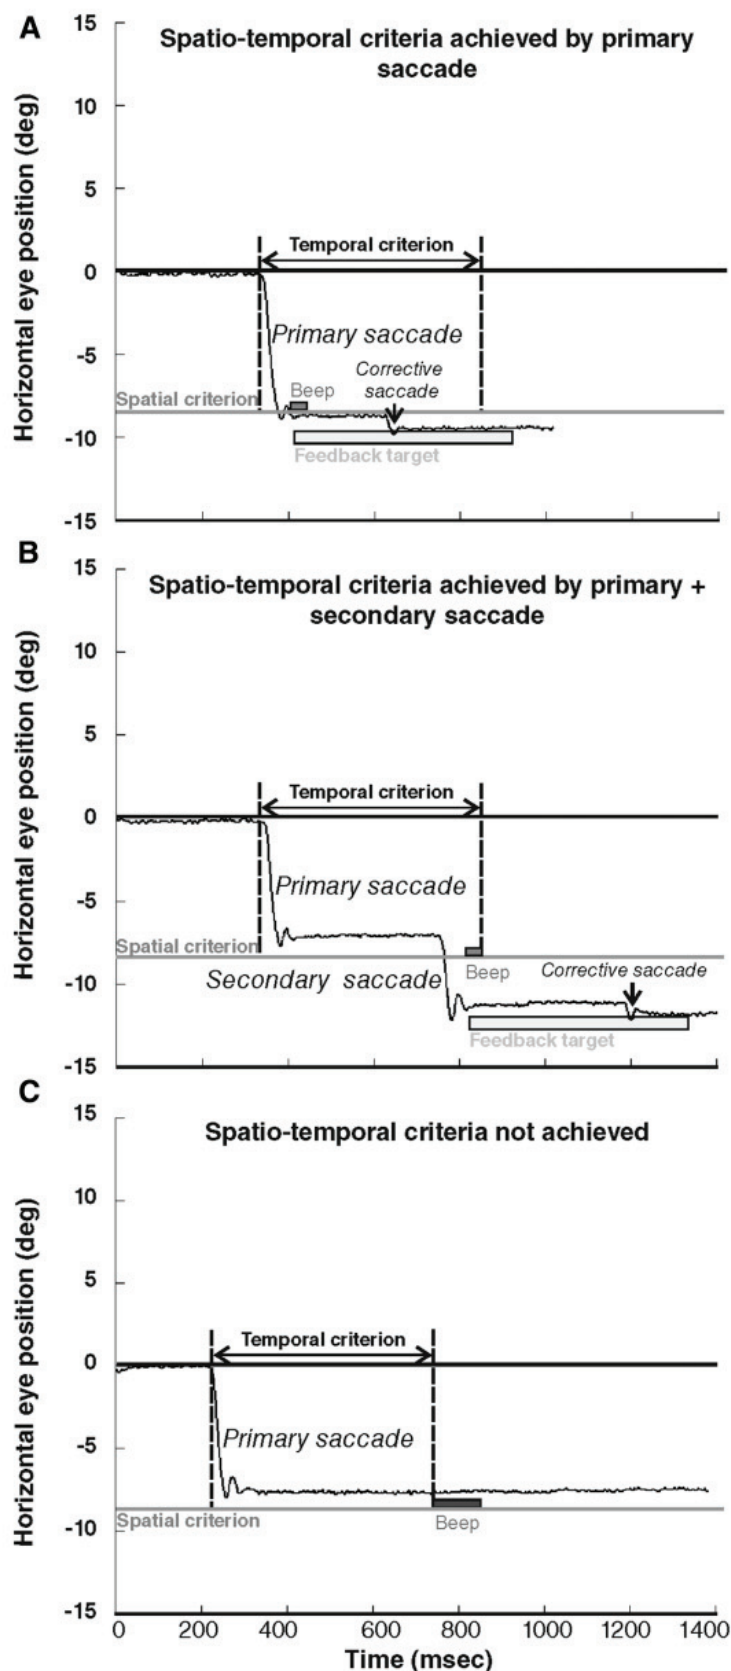 A
Spatio-temporal criteria achieved by primary
saccade
Horizontal eye position (deg)
15
10
5
0
-5
-10
-15
Temporal criterion
Primary saccade
Corrective
saccade
Beep
Spatial criterion
Feedback target
B
Spatio-temporal criteria achieved by primary +
secondary saccade
Horizontal eye position (deg)
15
10
5
0
-5
-10
-15
Temporal criterion
Primary saccade
Spatial criterion
Secondary saccade
Beep
Corrective saccade
Feedback target
C
Spatio-temporal criteria not achieved
Horizontal eye position (deg)
15
10
5
0
-5
-10
-15
Temporal criterion
Primary saccade
Spatial criterion
Beep
0 200 400 600 800 1000 1200 1400
Time (msec)